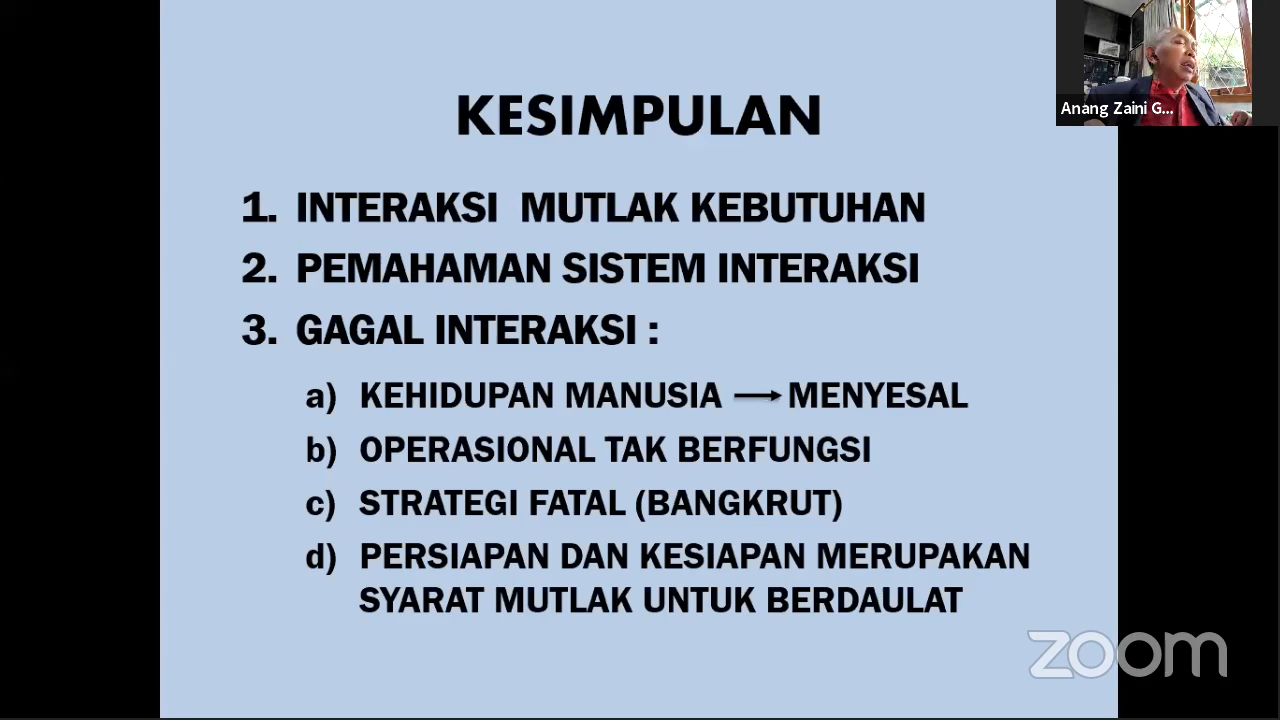 KESIMPULAN
1. INTERAKSI MUTLAK KEBUTUHAN
2. PEMAHAMAN SISTEM INTERAKSI
3. GAGAL INTERAKSI :
a) KEHIDUPAN MANUSIA → MENYESAL
b) OPERASIONAL TAK BERFUNGSI
c) STRATEGI FATAL (BANGKRUT)
d) PERSIAPAN DAN KESIAPAN MERUPAKAN
SYARAT MUTLAK UNTUK BERDAULAT
Anang Zaini G...
zoom